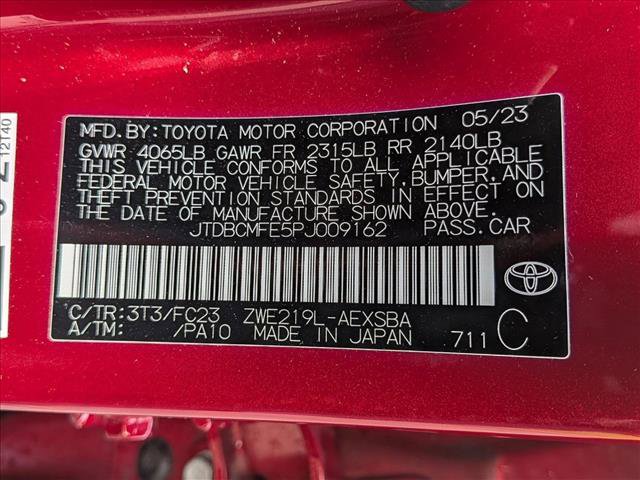 MFD.BY:TOYOTA MOTOR CORPORATION 05/23
GVWR 4065LB GAWR FR 2315LB RR 2140LB
THIS VEHICLE CONFORMS TO ALL APPLICABLE
FEDERAL MOTOR VEHICLE SAFETY,BUMPER,AND
THEFT PREVENTION STANDARDS IN EFFECT ON
THE DATE OF MANUFACTURE SHOWN ABOVE.
JTDBCMFE5PJ009162 PASS.CAR
C/TR:3T3/FC23 ZWE219L-AEXSBA
A/TM: /PA10 MADE IN JAPAN 711 C
12T40